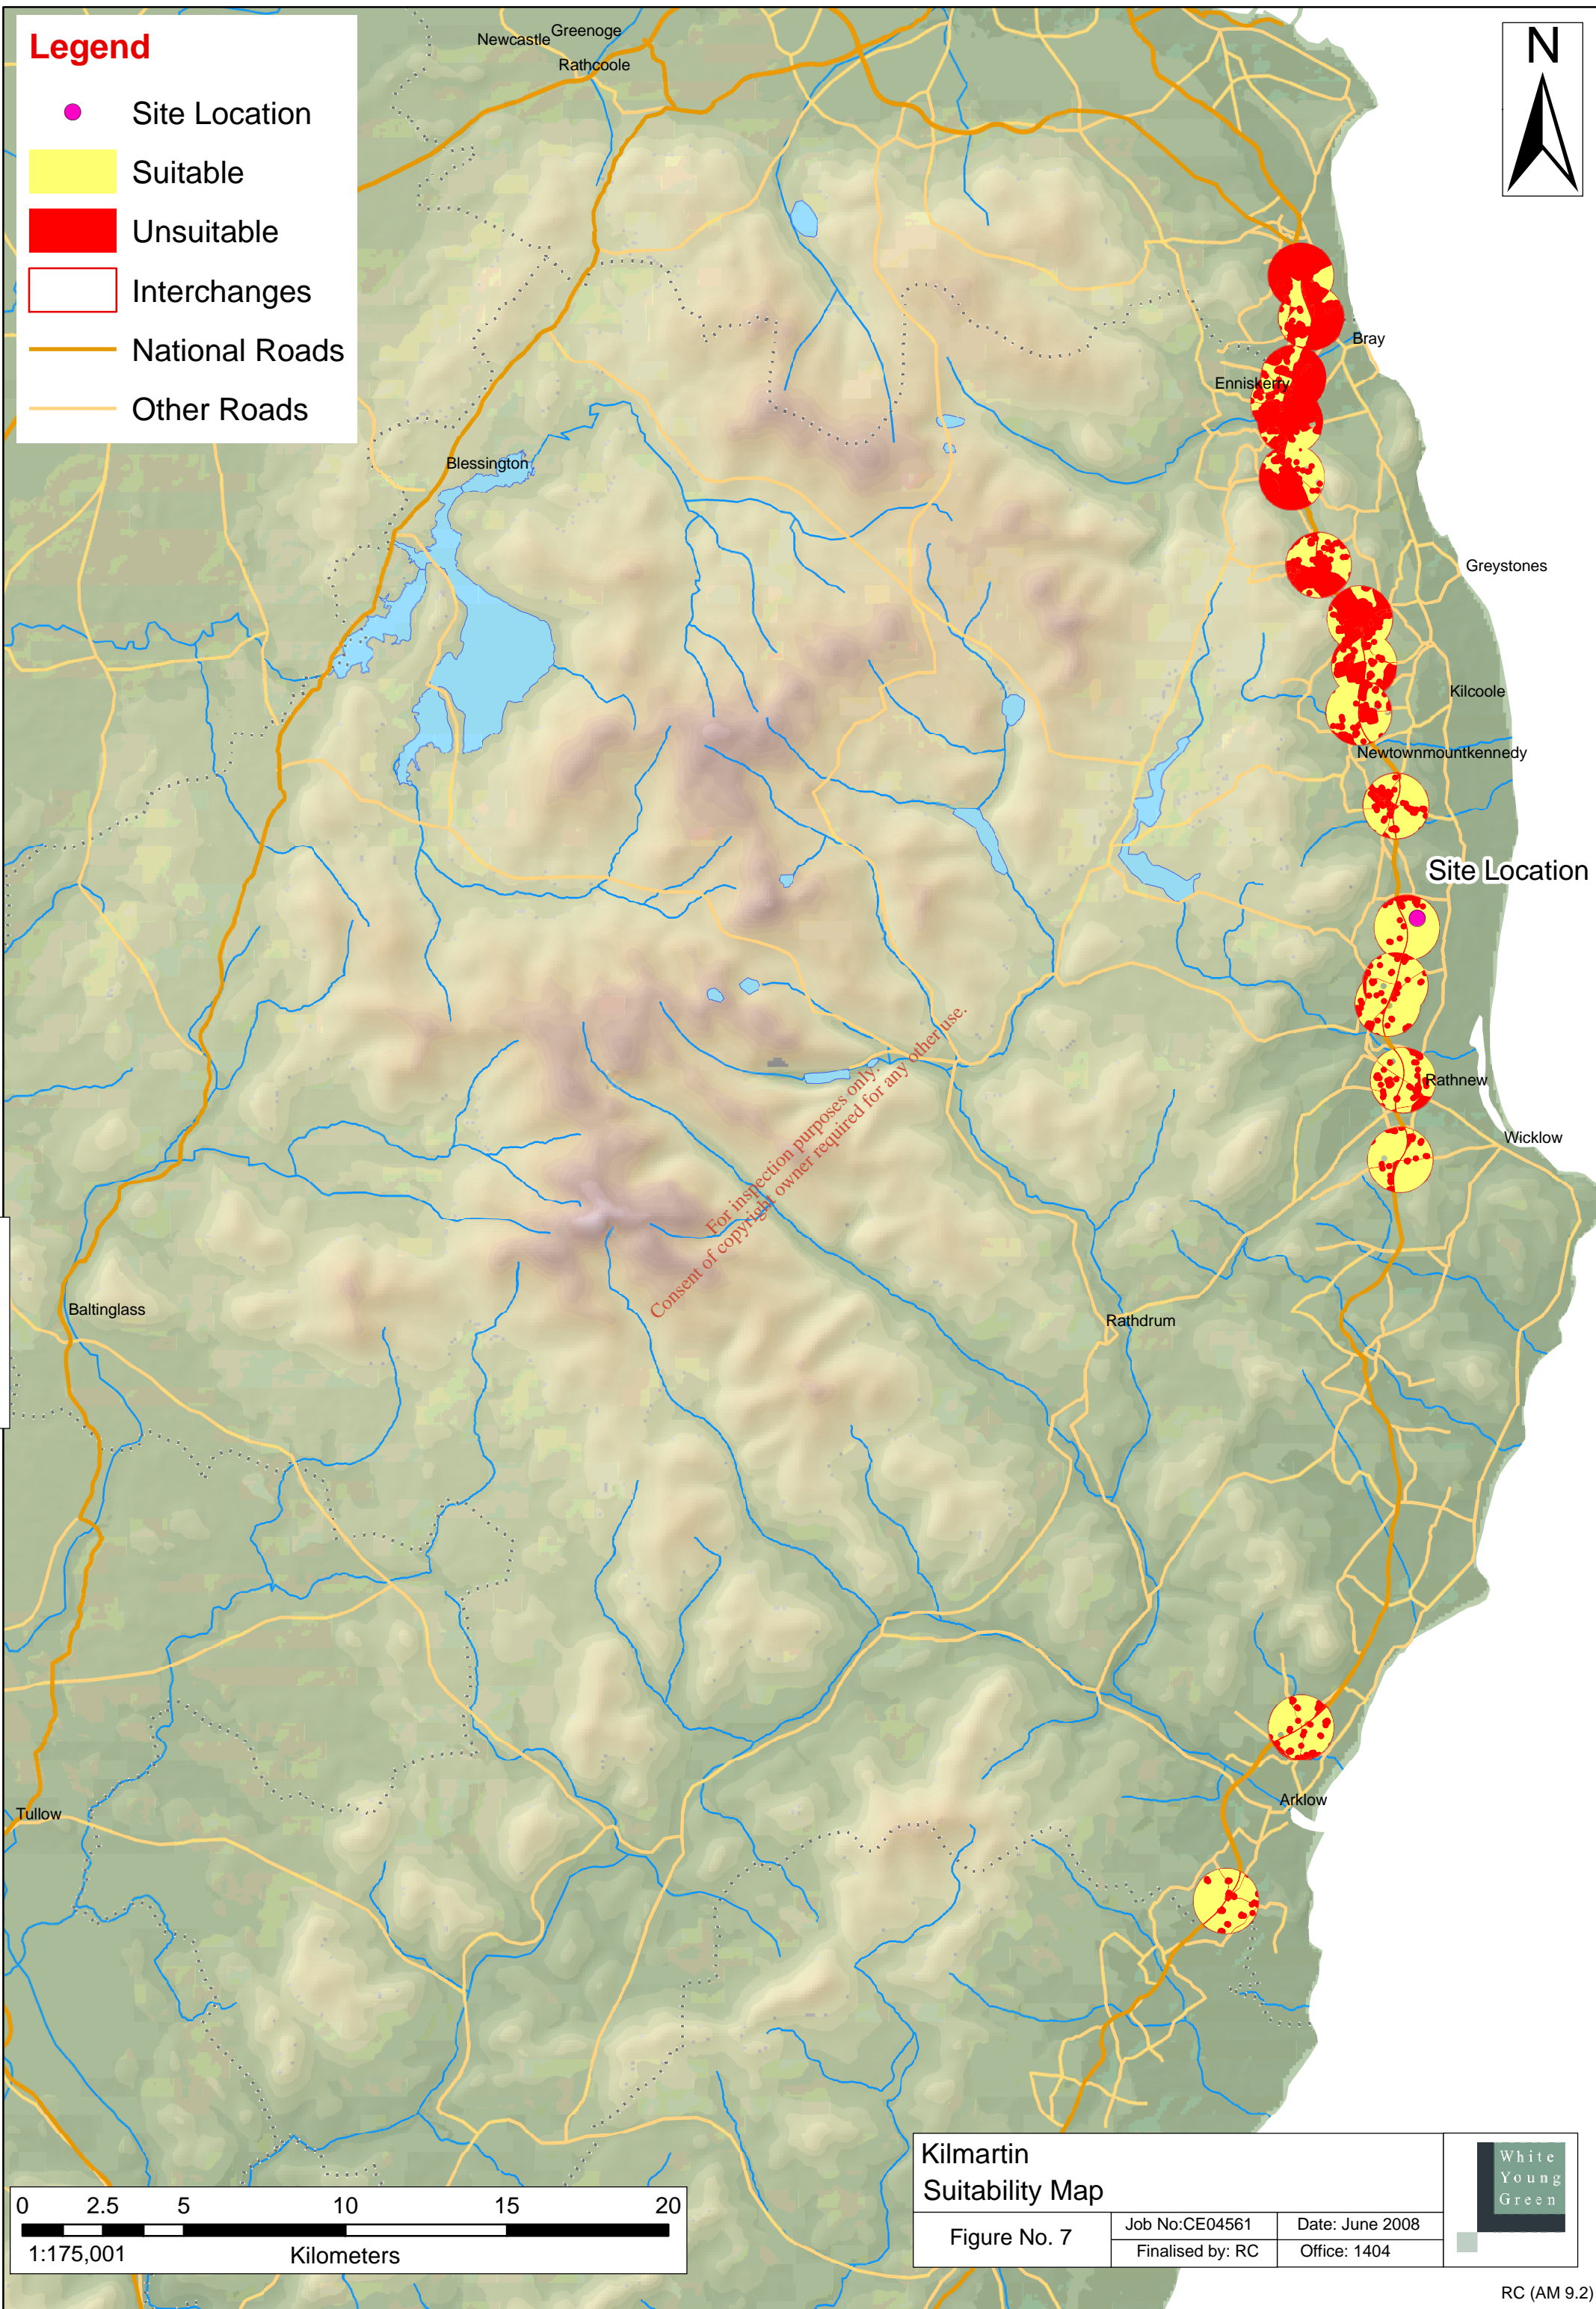 Legend
Site Location
Suitable
Unsuitable
Interchanges
National Roads
Other Roads
N
Newcastle
Greenoge
Rathcoole
Bray
Enniskerry
Blessington
Greystones
Kilcoole
Newtownmountkennedy
Site Location
Rathnew
Wicklow
For inspection purposes only.
Consent of copyright owner required for any other use.
Baltinglass
Rathdrum
Tullow
Arklow
0 2.5 5 10 15 20
1:175,001 Kilometers
Kilmartin
Suitability Map
Figure No. 7
Job No:CE04561
Date: June 2008
Finalised by: RC
Office: 1404
White
Young
Green
RC (AM 9.2)